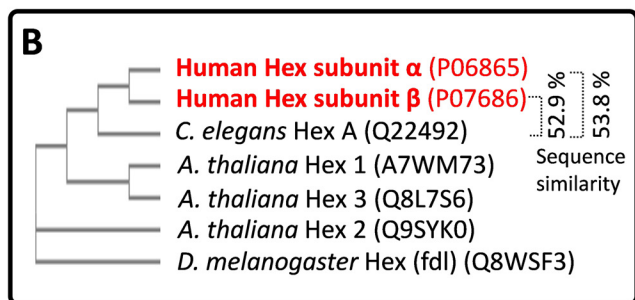 B
Human Hex subunit α (P06865)
Human Hex subunit β (P07686)
C. elegans Hex A (Q22492)
A. thaliana Hex 1 (A7WM73)
A. thaliana Hex 3 (Q8L7S6)
A. thaliana Hex 2 (Q9SYK0)
D. melanogaster Hex (fdl) (Q8WSF3)
52.9 %
53.8 %
Sequence
similarity